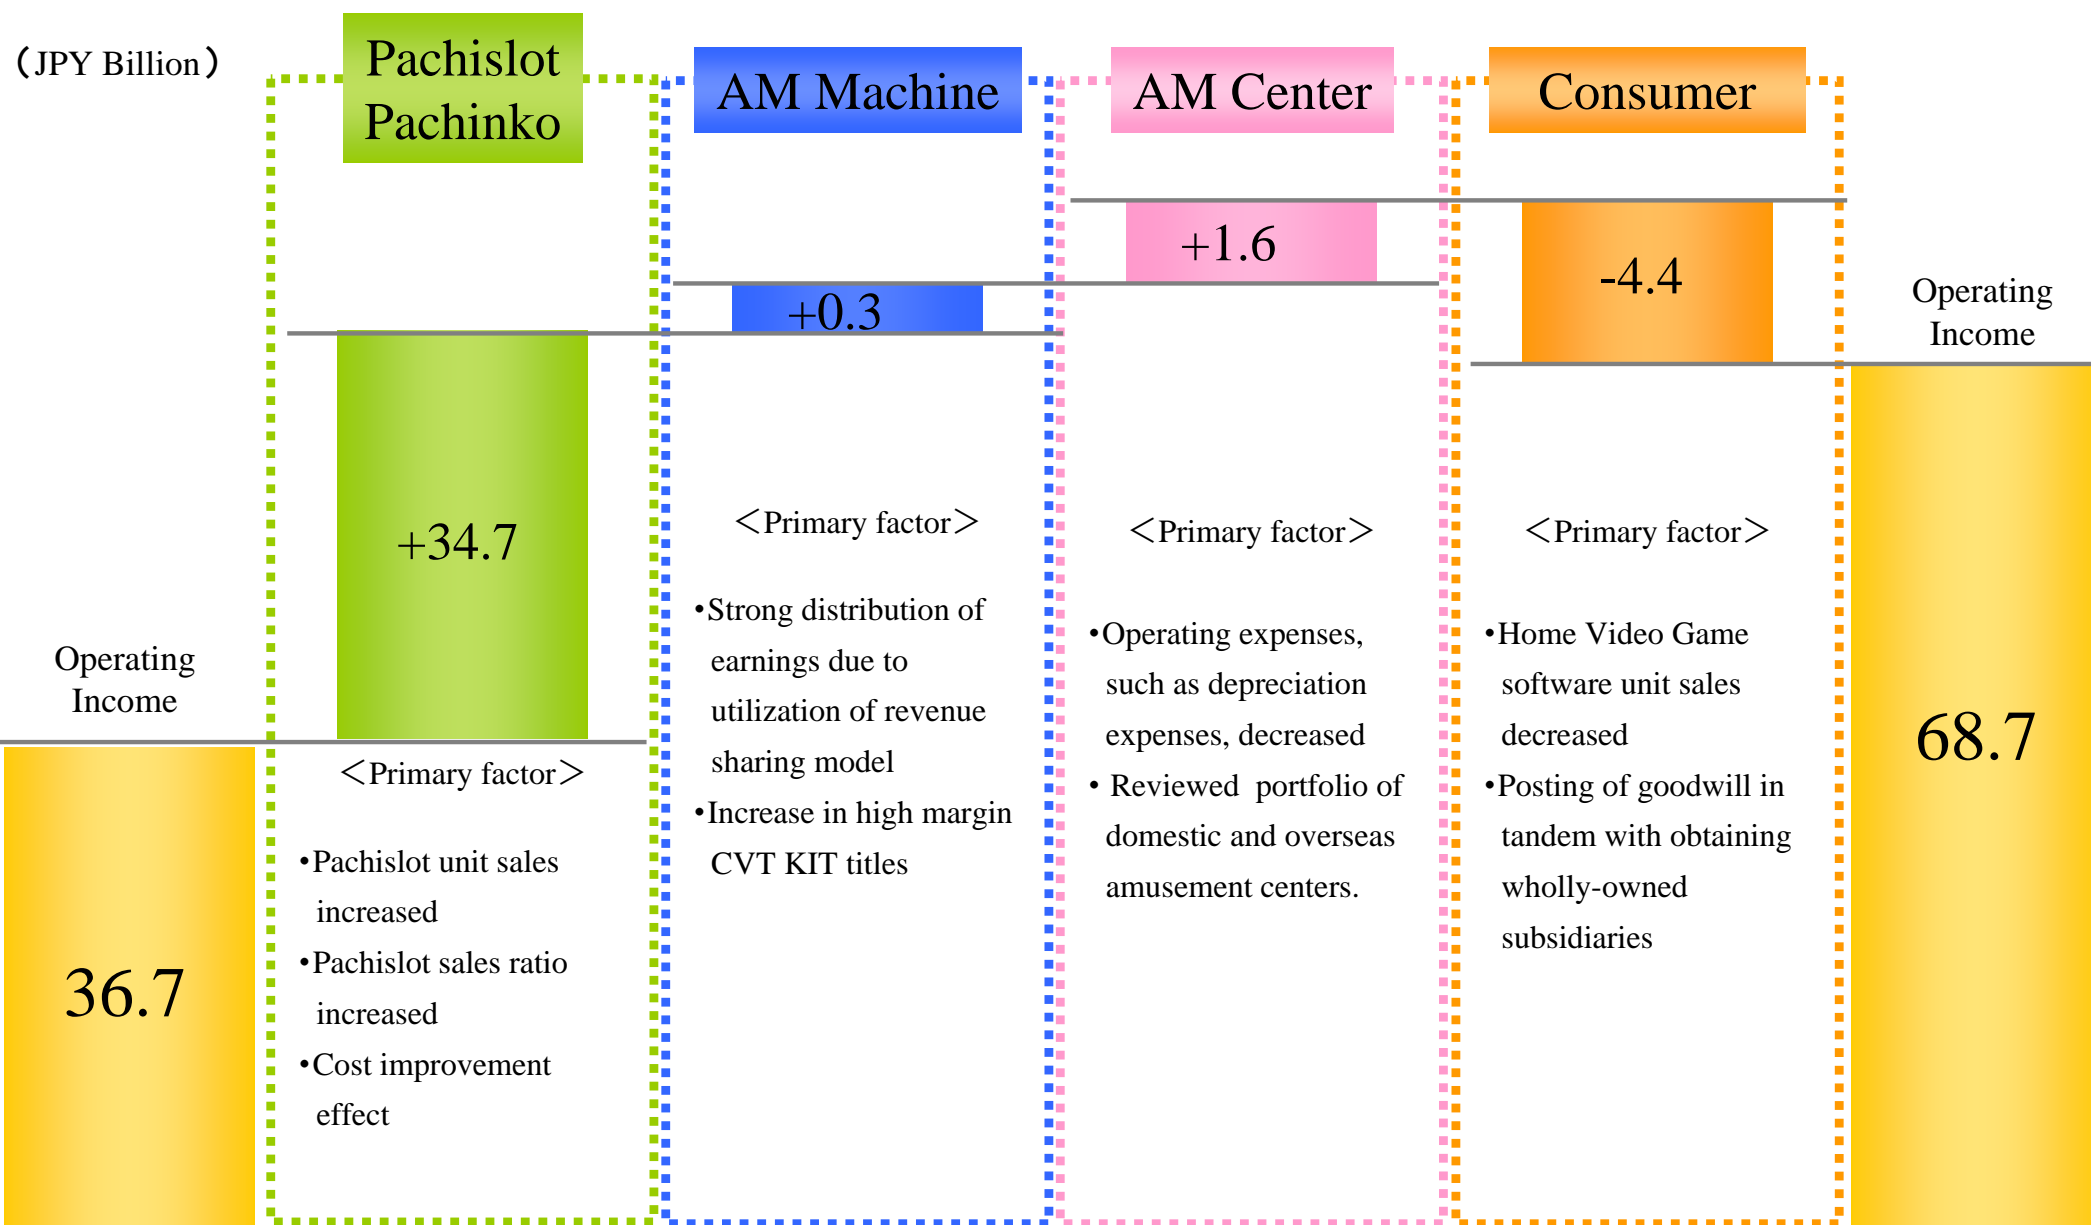 （JPY Billion）
Pachislot
Pachinko
AM Machine
AM Center
Consumer
Operating
Income
36.7
+34.7
＜Primary factor＞
・Pachislot unit sales
increased
・Pachislot sales ratio
increased
・Cost improvement
effect
+0.3
＜Primary factor＞
・Strong distribution of
earnings due to
utilization of revenue
sharing model
・Increase in high margin
CVT KIT titles
+1.6
＜Primary factor＞
・Operating expenses,
such as depreciation
expenses, decreased
・ Reviewed portfolio of
domestic and overseas
amusement centers.
-4.4
＜Primary factor＞
・Home Video Game
software unit sales
decreased
・Posting of goodwill in
tandem with obtaining
wholly-owned
subsidiaries
Operating
Income
68.7